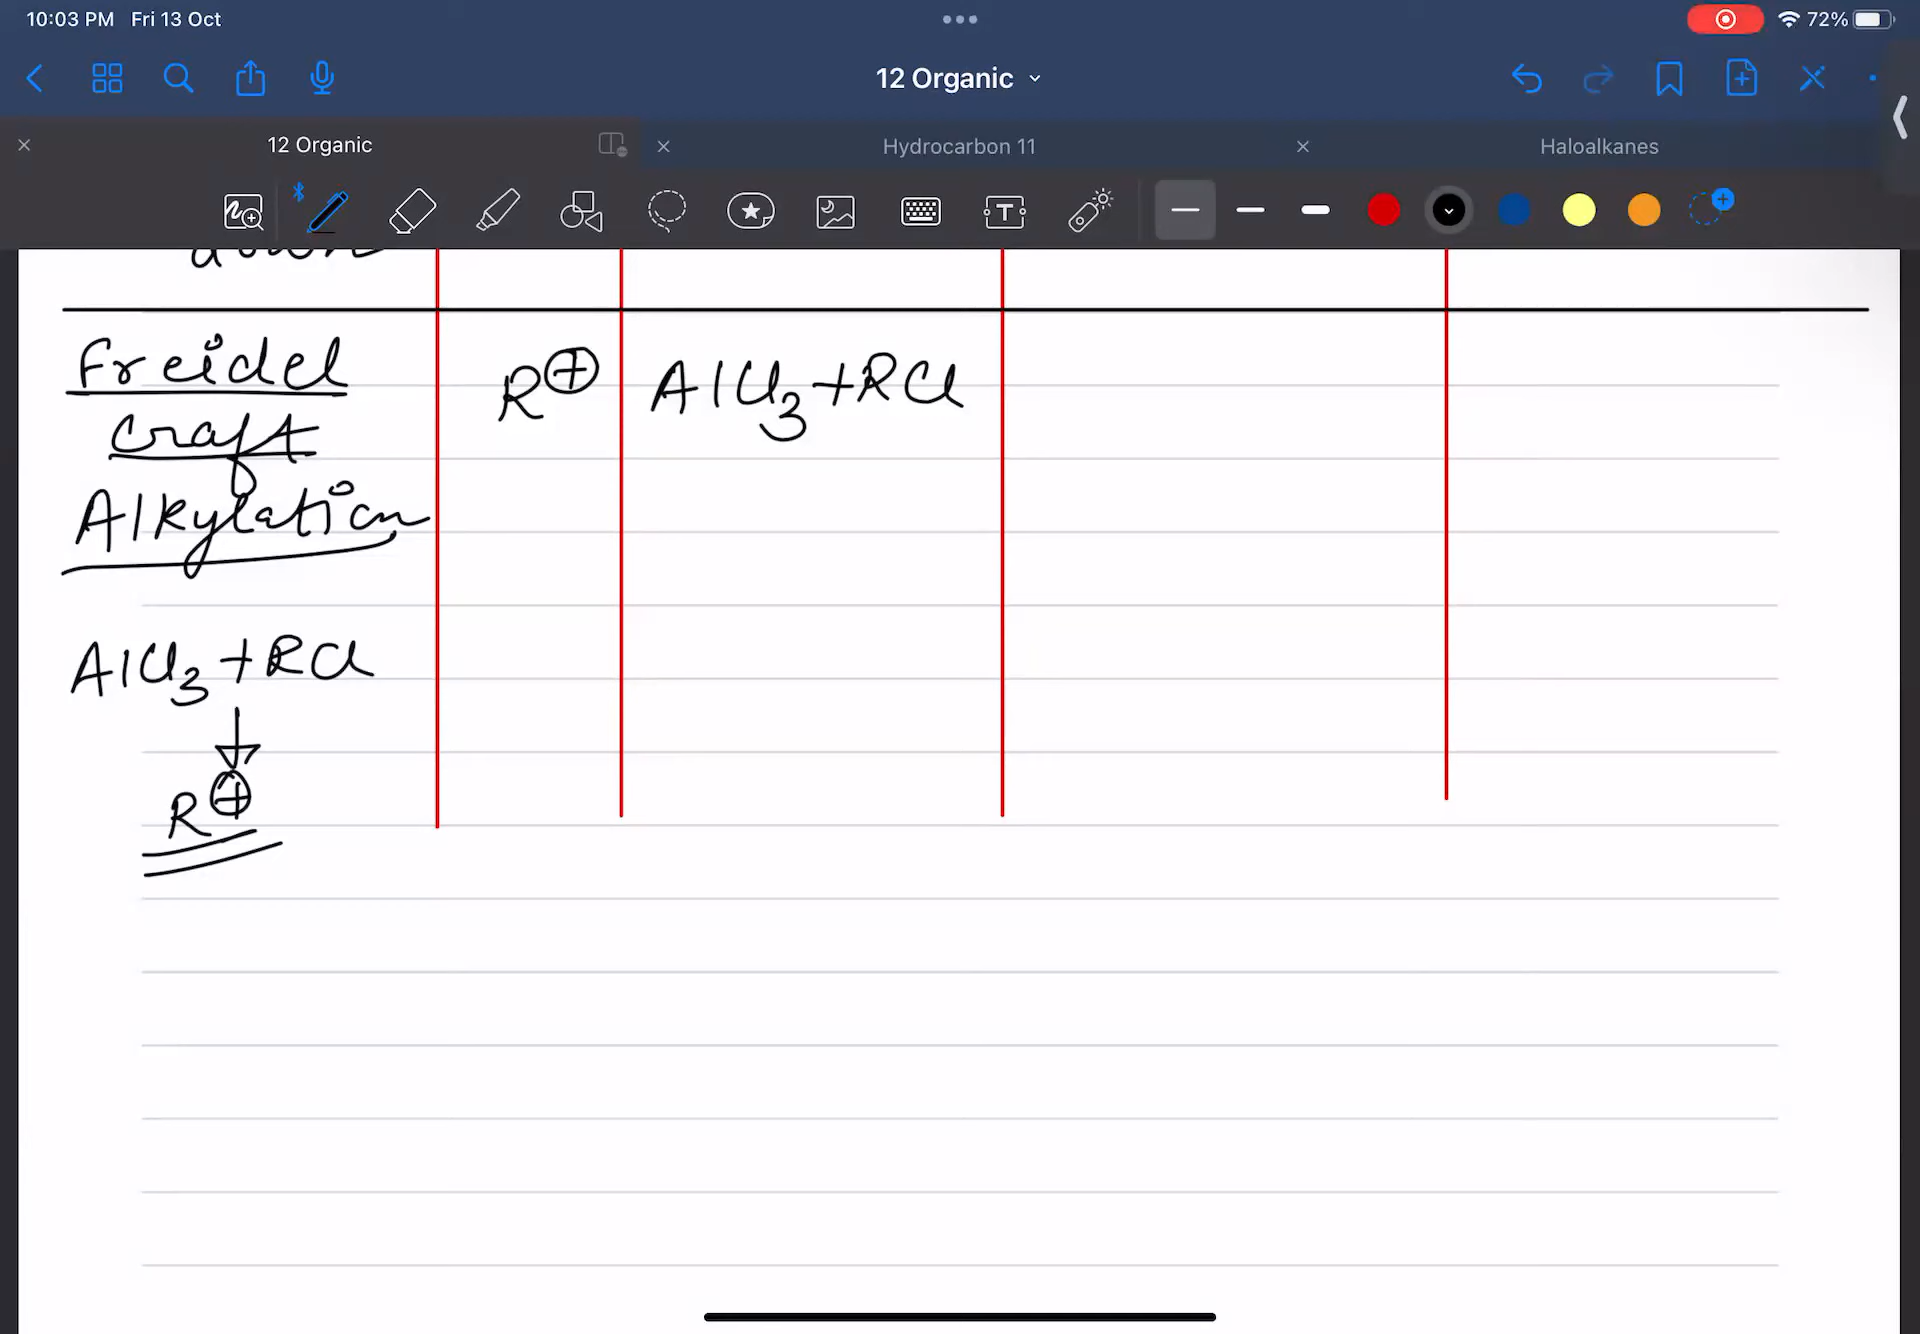 10:03 PM Fri 13 Oct
72%
12 Organic
12 Organic
Hydrocarbon 11
Haloalkanes
down
Freidel
craft
Alkylation
R⊕
AlCl₃+RCl
AlCl₃+RCl
↓
R⊕